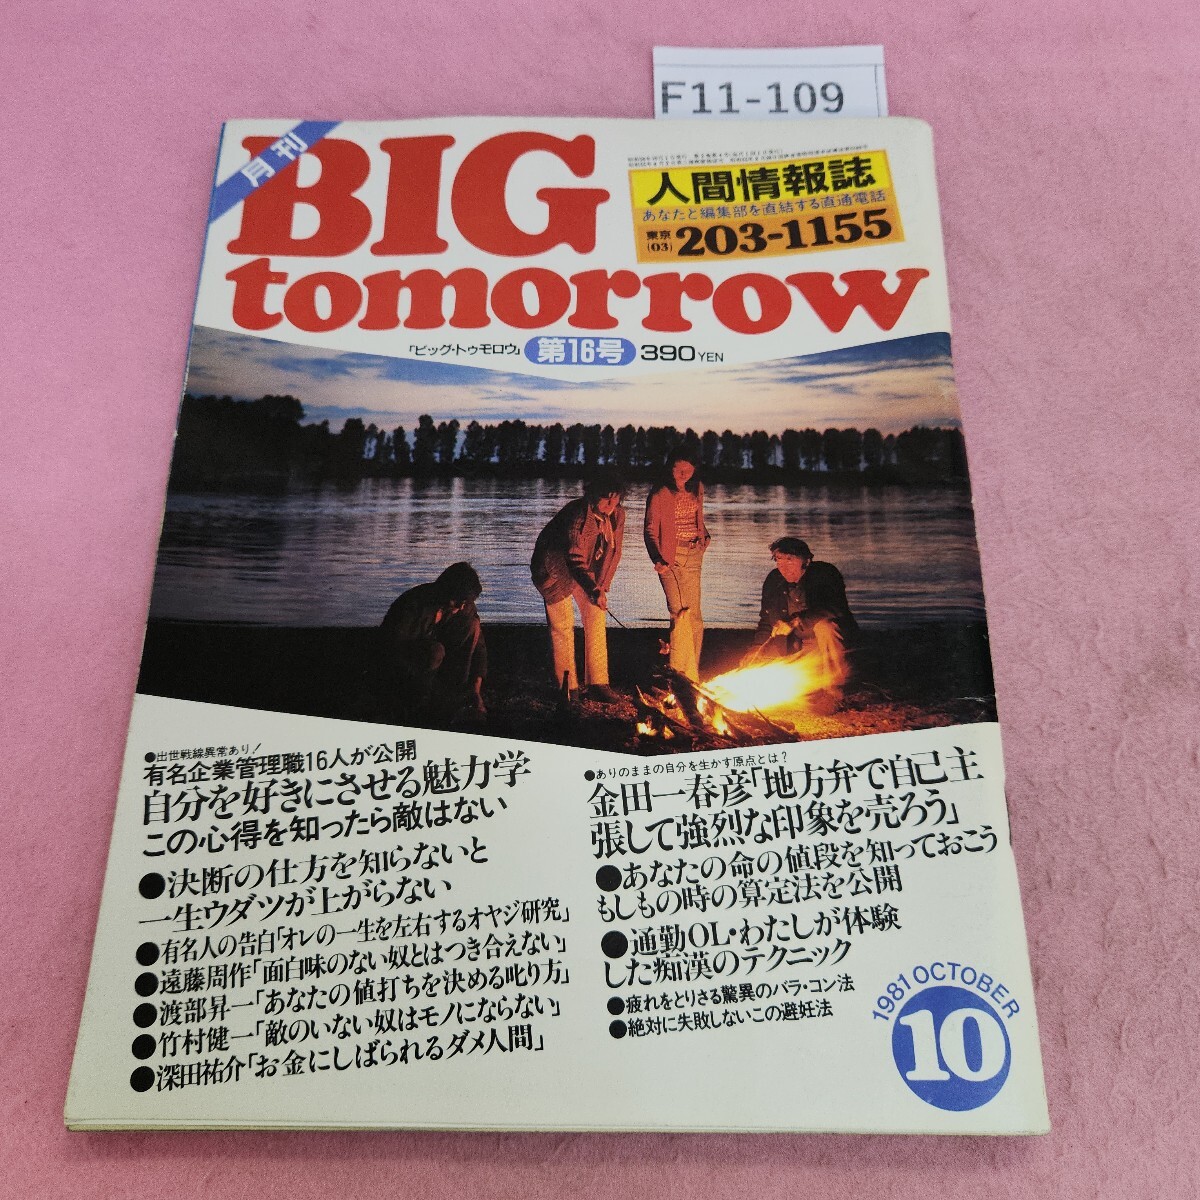 F11-109
月刊
BIG
tomorrow
人間情報誌
あなたと編集部を直結する直通電話
東京
(03)
203-1155
「ビッグ・トゥモロウ」
第16号
390YEN
●出世戦線異常あり!
有名企業管理職16人が公開
自分を好きにさせる魅力学
この心得を知ったら敵はない
●決断の仕方を知らないと
一生ウダツが上がらない
●有名人の告白「オレの一生を左右するオヤジ研究」
●遠藤周作「面白味のない奴とはつき合えない」
●渡部昇一「あなたの値打ちを決める叱り方」
●竹村健一「敵のいない奴はモノにならない」
●深田祐介「お金にしばられるダメ人間」
●ありのままの自分を生かす原点とは?
金田一春彦「地方弁で自己主
張して強烈な印象を売ろう」
●あなたの命の値段を知っておこう
もしもの時の算定法を公開
●通勤OL・わたしが体験
した痴漢のテクニック
●疲れをとりさる驚異のバラ・コン法
●絶対に失敗しないこの避妊法
1981 OCTOBER
10